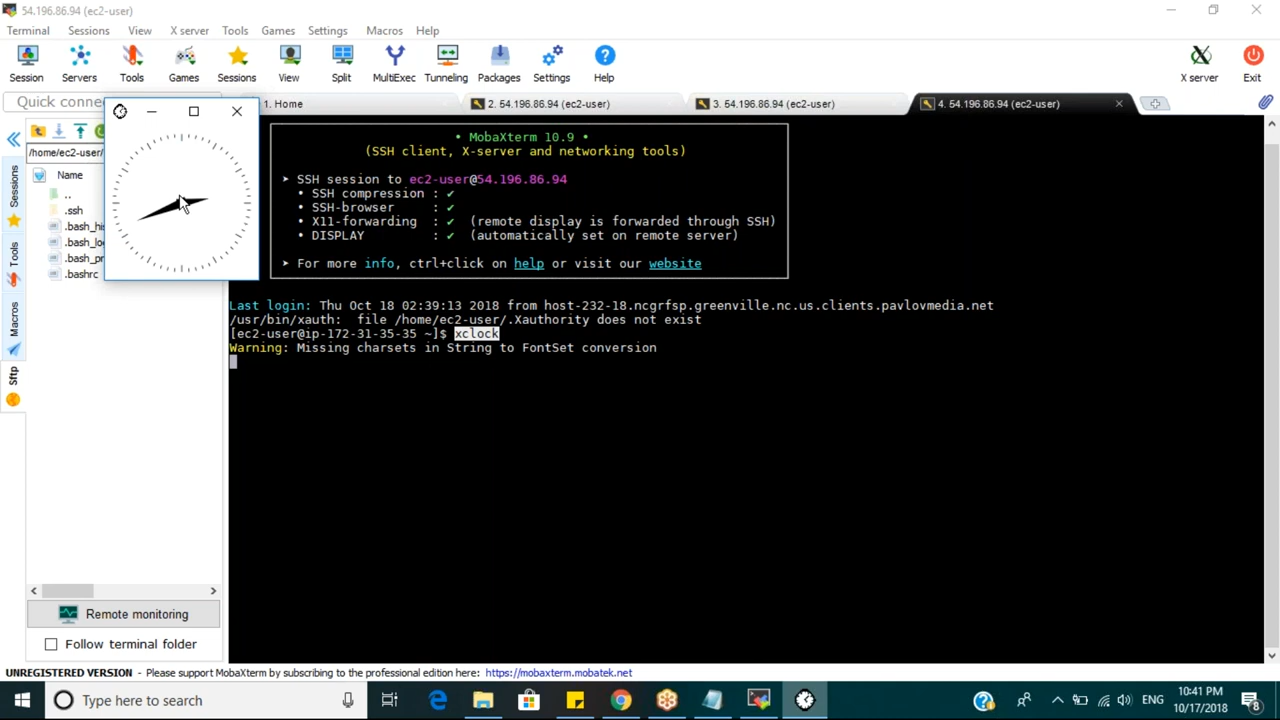 54.196.86.94 (ec2-user)
Terminal Sessions View X server Tools Games Settings Macros Help
Session Servers Tools Games Sessions View Split MultiExec Tunneling Packages Settings Help X server Exit
Quick conne
1. Home
2. 54.196.86.94 (ec2-user)
3. 54.196.86.94 (ec2-user)
4. 54.196.86.94 (ec2-user)
/home/ec2-user/
Name
..
.ssh
.bash_his
.bash_lo
.bash_pr
.bashrc
Sessions
Tools
Macros
Sftp
• MobaXterm 10.9 •
(SSH client, X-server and networking tools)
➤ SSH session to ec2-user@54.196.86.94
• SSH compression : ✔
• SSH-browser : ✔
• X11-forwarding : ✔ (remote display is forwarded through SSH)
• DISPLAY : ✔ (automatically set on remote server)
➤ For more info, ctrl+click on help or visit our website
Last login: Thu Oct 18 02:39:13 2018 from host-232-18.ncgrfsp.greenville.nc.us.clients.pavlovmedia.net
/usr/bin/xauth: file /home/ec2-user/.Xauthority does not exist
[ec2-user@ip-172-31-35-35 ~]$ xclock
Warning: Missing charsets in String to FontSet conversion
Remote monitoring
Follow terminal folder
UNREGISTERED VERSION - Please support MobaXterm by subscribing to the professional edition here: https://mobaxterm.mobatek.net
Type here to search
ENG
10:41 PM
10/17/2018
8